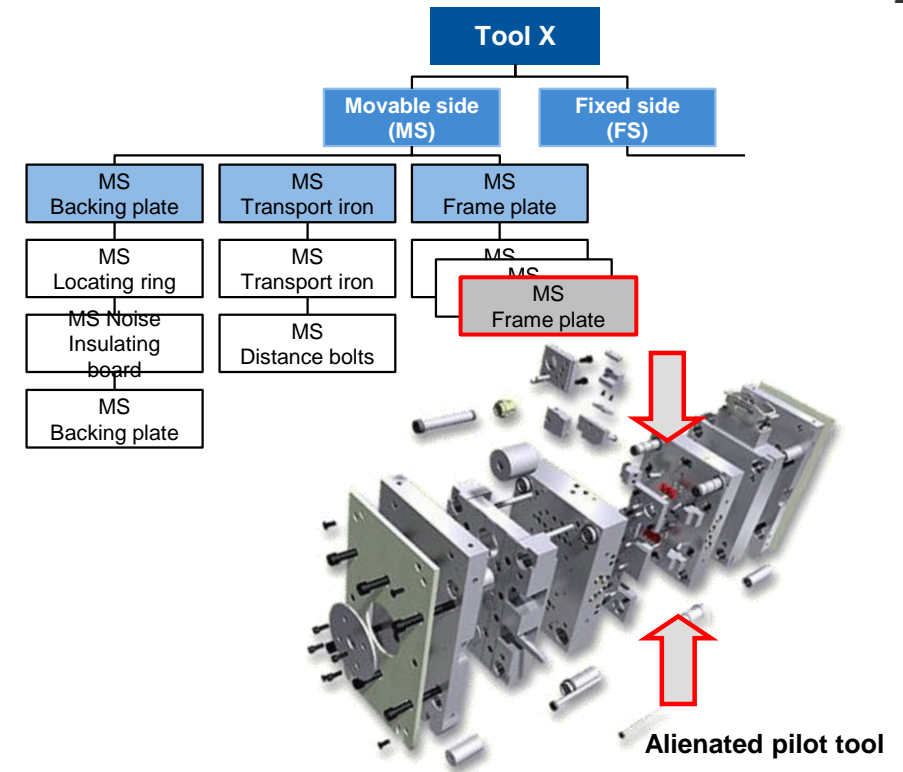 Tool X
Movable side
(MS)
Fixed side
(FS)
MS
Backing plate
MS
Transport iron
MS
Frame plate
MS
Locating ring
MS
Transport iron
MS
MS
MS
Frame plate
MS Noise
Insulating
board
MS
Distance bolts
MS
Backing plate
Alienated pilot tool